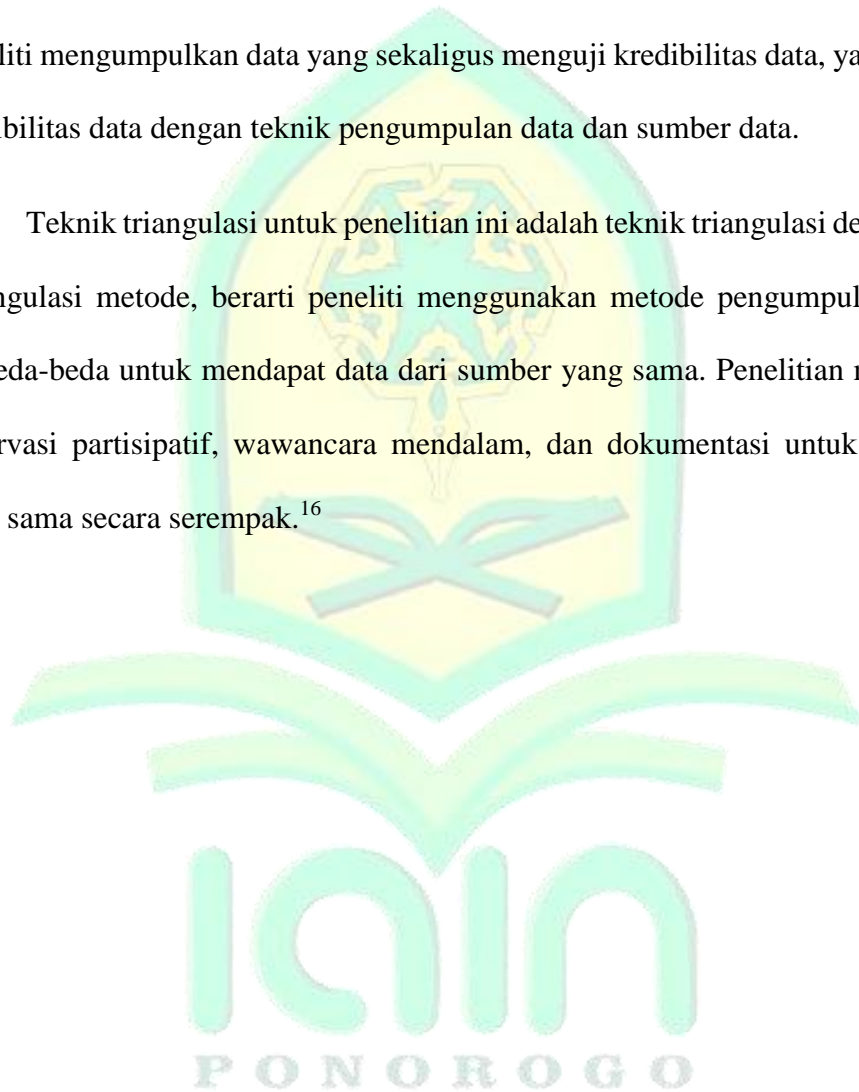 liti mengumpulkan data yang sekaligus menguji kredibilitas data, ya
ibilitas data dengan teknik pengumpulan data dan sumber data.
Teknik triangulasi untuk penelitian ini adalah teknik triangulasi de
ngulasi metode, berarti peneliti menggunakan metode pengumpul
eda-beda untuk mendapat data dari sumber yang sama. Penelitian
rvasi partisipatif, wawancara mendalam, dan dokumentasi untuk
sama secara serempak.16
iain
PONOROGO